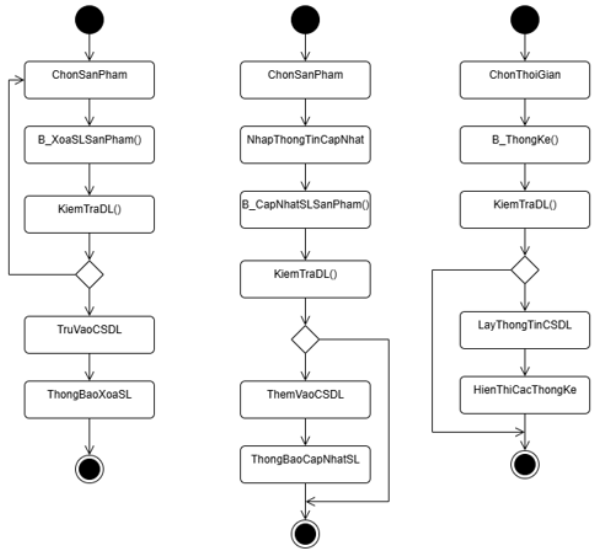 ChonSanPham
B_XoaSLSanPham()
KiemTraDL()
TruVaoCSDL
ThongBaoXoaSL
ChonSanPham
NhapThongTinCapNhat
B_CapNhatSLSanPham()
KiemTraDL()
ThemVaoCSDL
ThongBaoCapNhatSL
ChonThoiGian
B_ThongKe()
KiemTraDL()
LayThongTinCSDL
HienThiCacThongKe